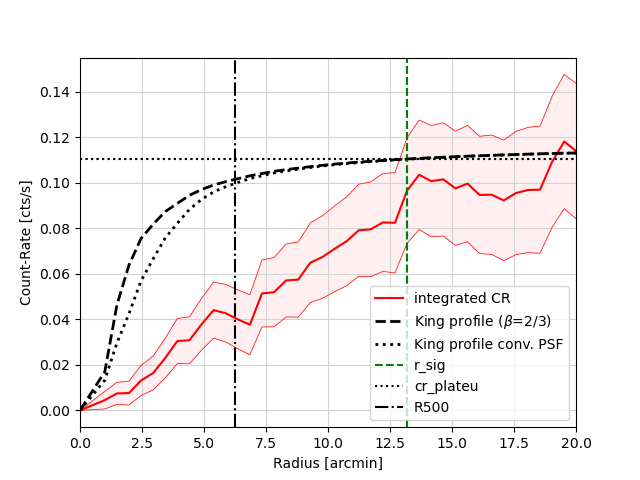 0.14
0.12
0.10
0.08
0.06
0.04
0.02
0.00
Count-Rate [cts/s]
integrated CR
King profile (β=2/3)
King profile conv. PSF
r_sig
cr_plateu
R500
0.0 2.5 5.0 7.5 10.0 12.5 15.0 17.5 20.0
Radius [arcmin]